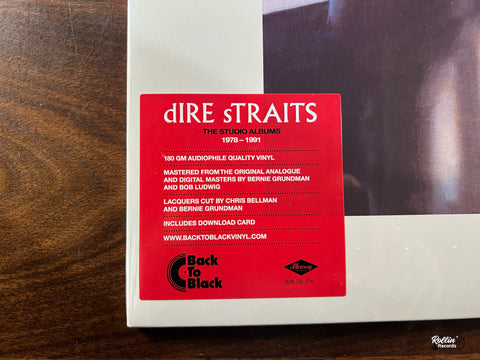 dIRE sTRAITS
THE STUDIO ALBUMS
1978 – 1991
180 GM AUDIOPHILE QUALITY VINYL
MASTERED FROM THE ORIGINAL ANALOGUE
AND DIGITAL MASTERS BY BERNIE GRUNDMAN
AND BOB LUDWIG
LACQUERS CUT BY CHRIS BELLMAN
AND BERNIE GRUNDMAN
INCLUDES DOWNLOAD CARD
WWW.BACKTOBLACKVINYL.COM
Back
To
Black
Mercury
Rollin'
Records